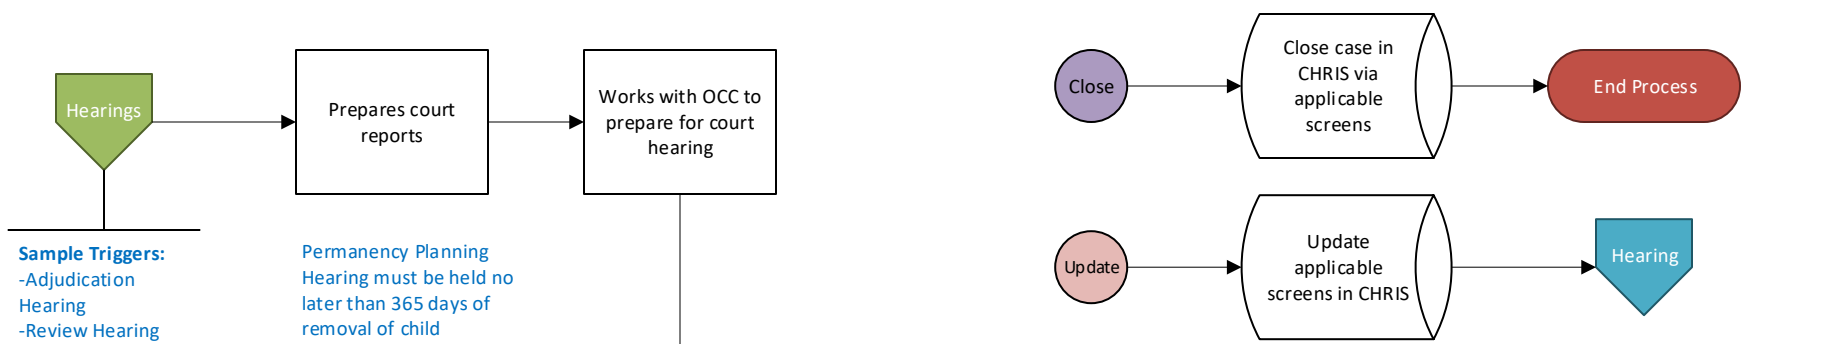 Hearings
Prepares court
reports
Works with OCC to
prepare for court
hearing
Sample Triggers:
-Adjudication
Hearing
-Review Hearing
Permanency Planning
Hearing must be held no
later than 365 days of
removal of child
Close
Close case in
CHRIS via
applicable
screens
End Process
Update
Update
applicable
screens in CHRIS
Hearing